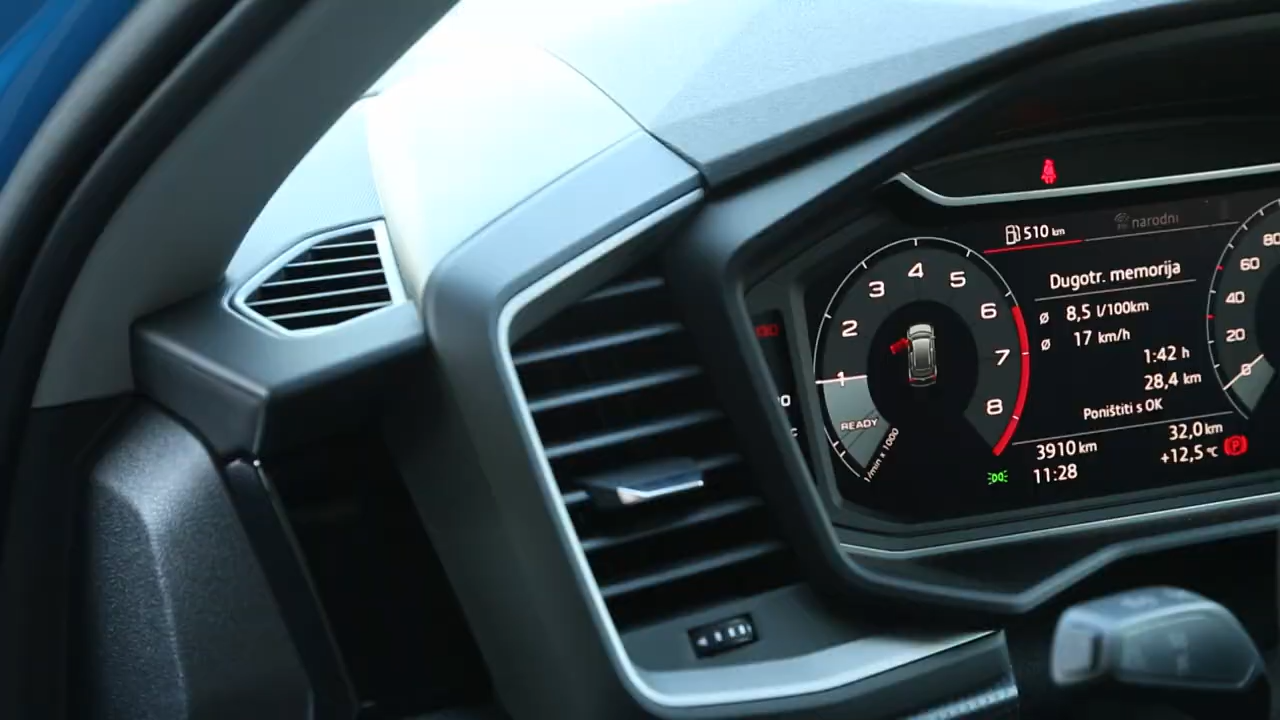 510 km
narodni
Dugotr. memorija
ø 8,5 l/100km
ø 17 km/h
1:42 h
28,4 km
Poništiti s OK
3910 km
32,0 km
11:28
+12,5 °C
P
1
2
3
4
5
6
7
8
READY
1/min x 1000
80
60
40
20
0